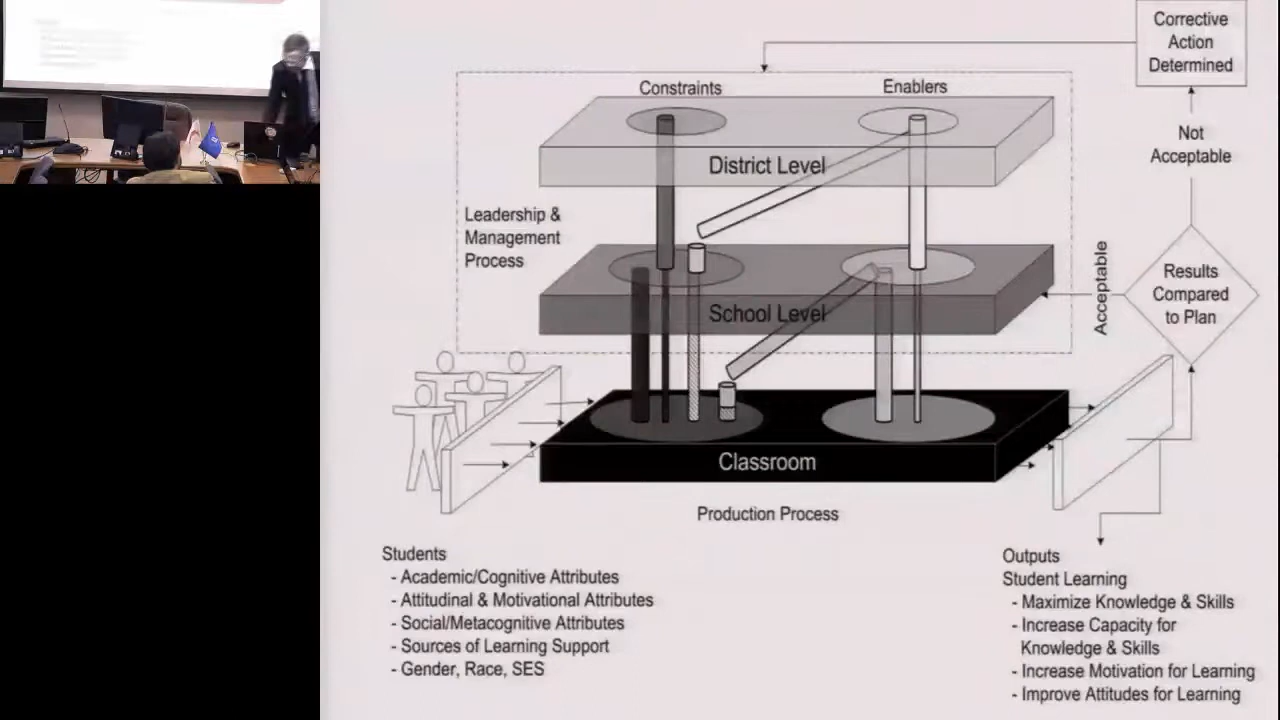 Corrective
Action
Determined
Constraints
Enablers
Not
Acceptable
District Level
Leadership &
Management
Process
Acceptable
Results
Compared
to Plan
School Level
Classroom
Production Process
Students
- Academic/Cognitive Attributes
- Attitudinal & Motivational Attributes
- Social/Metacognitive Attributes
- Sources of Learning Support
- Gender, Race, SES
Outputs
Student Learning
- Maximize Knowledge & Skills
- Increase Capacity for
Knowledge & Skills
- Increase Motivation for Learning
- Improve Attitudes for Learning